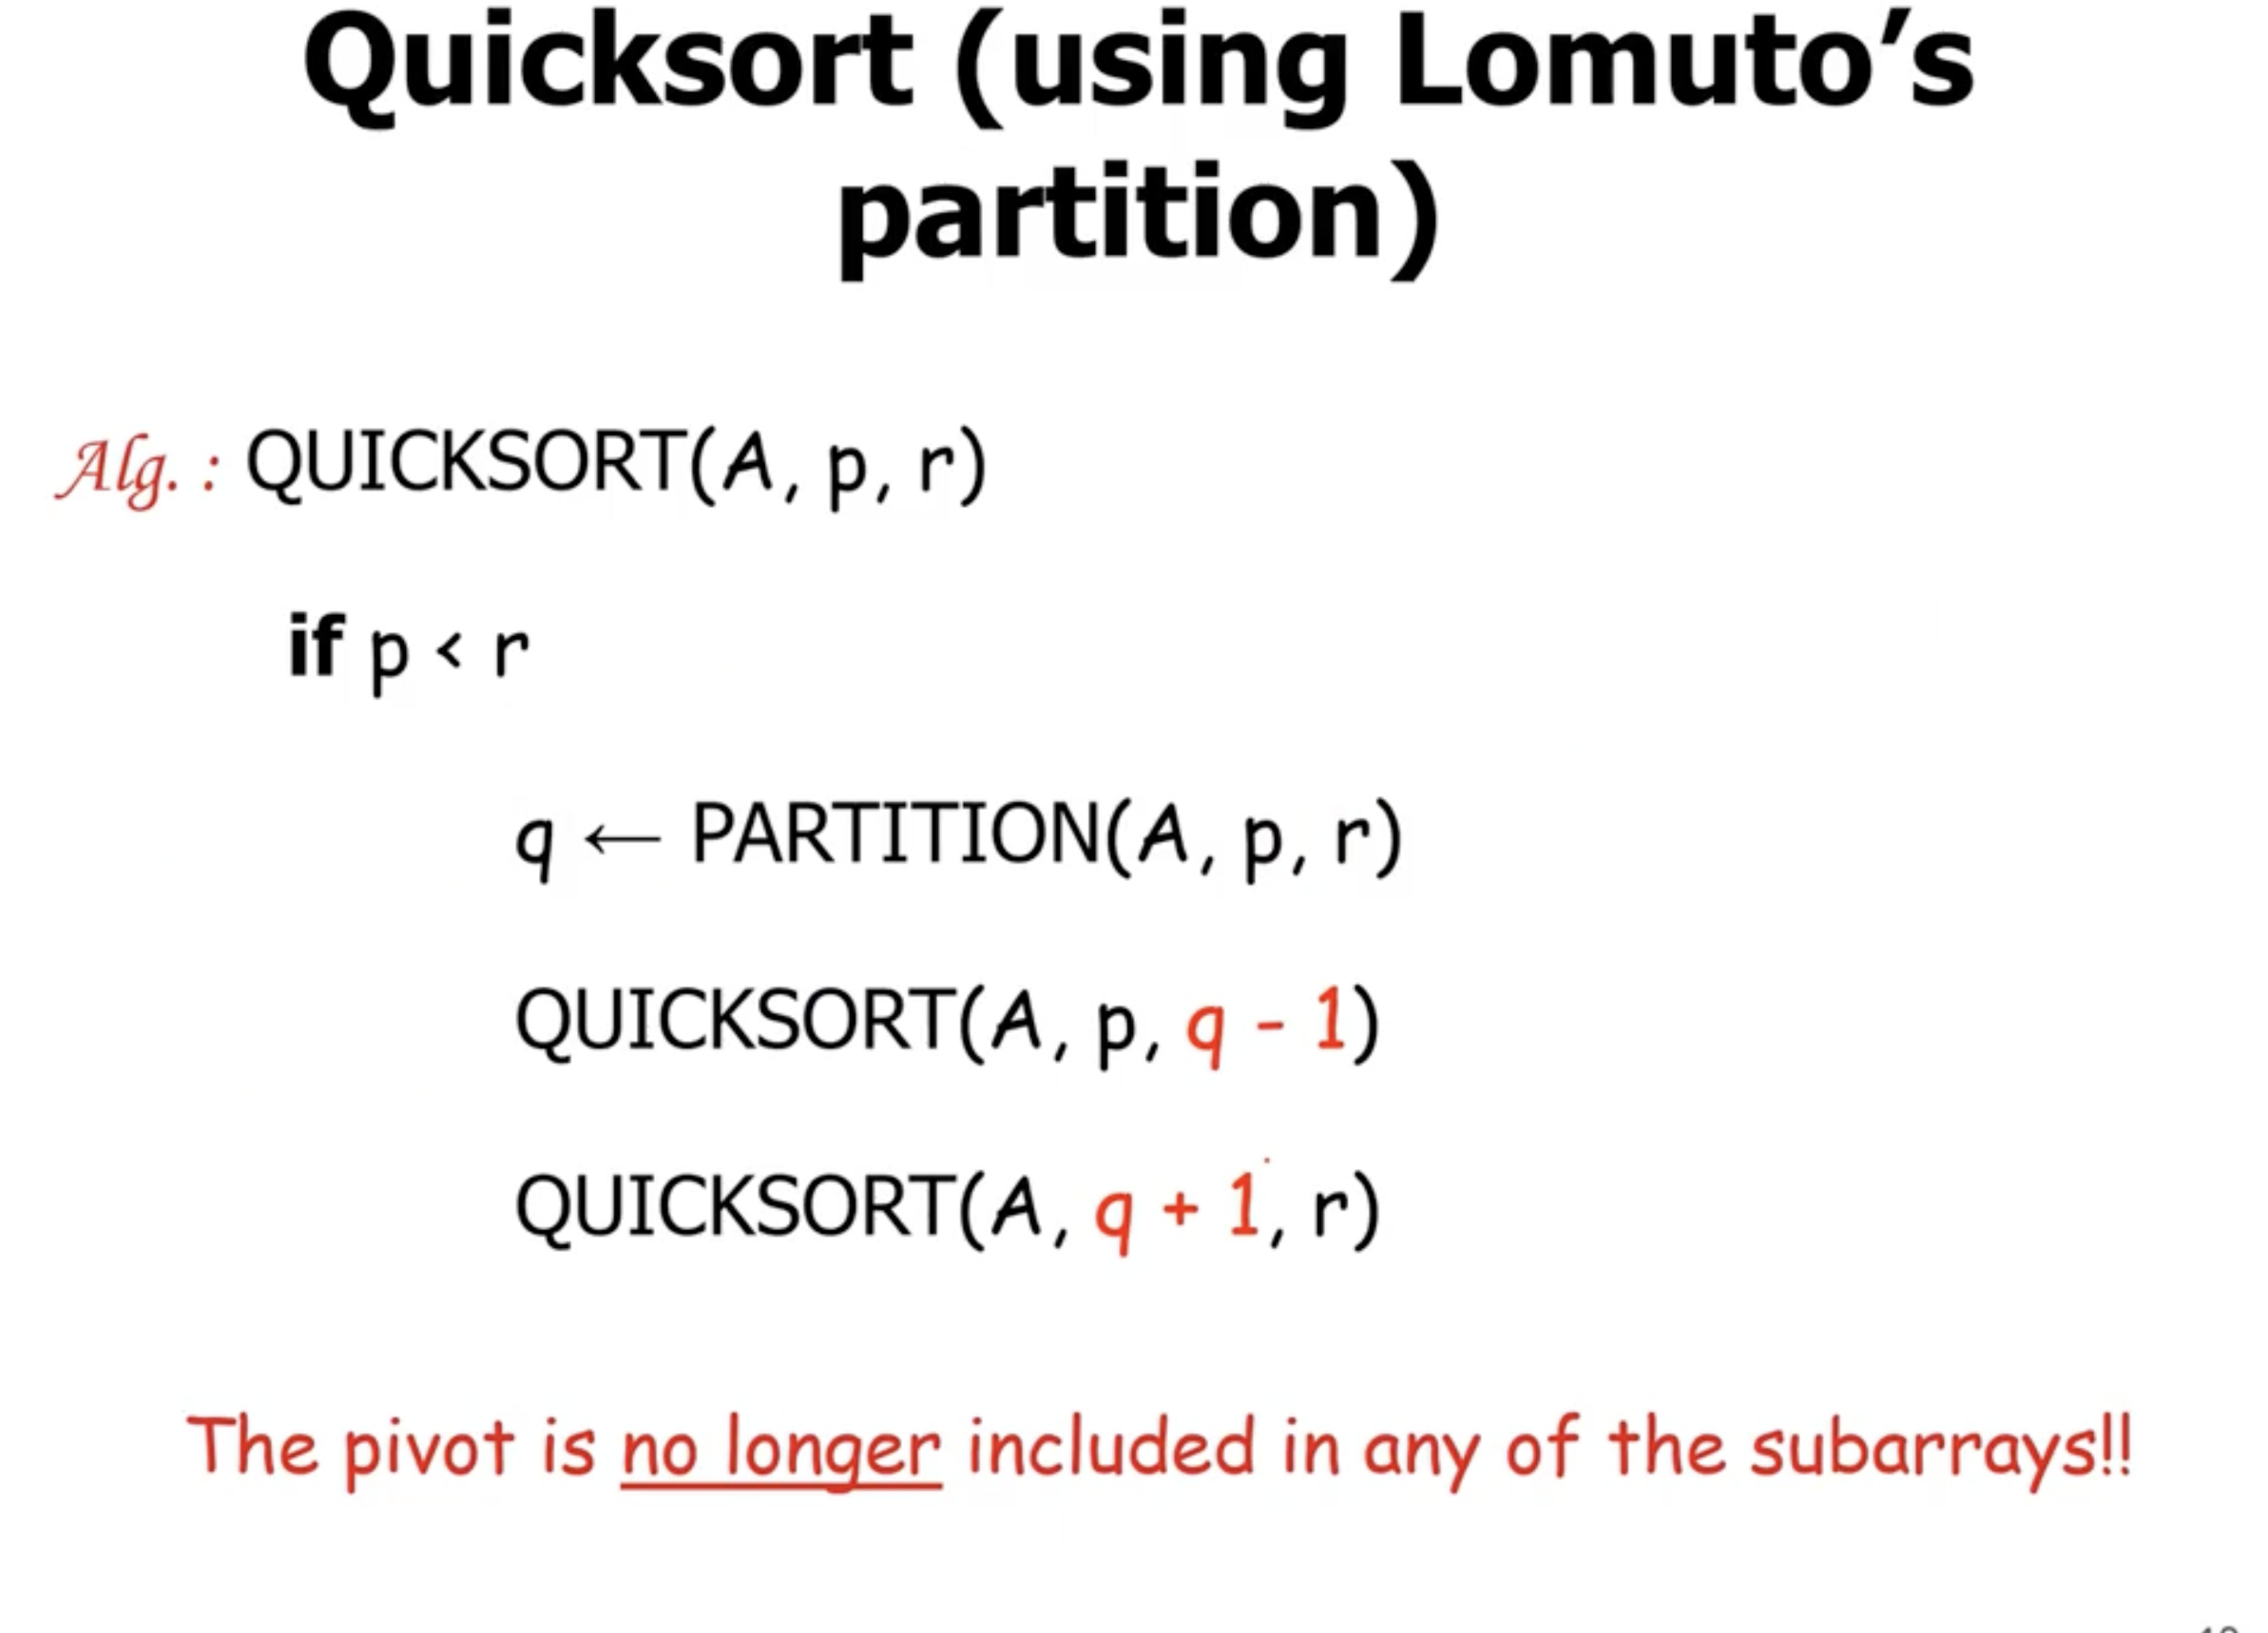 Quicksort (using Lomuto’s
partition)
Alg. : QUICKSORT(A, p, r)
if p < r
q ← PARTITION(A, p, r)
QUICKSORT(A, p, q - 1)
QUICKSORT(A, q + 1, r)
The pivot is no longer included in any of the subarrays!!